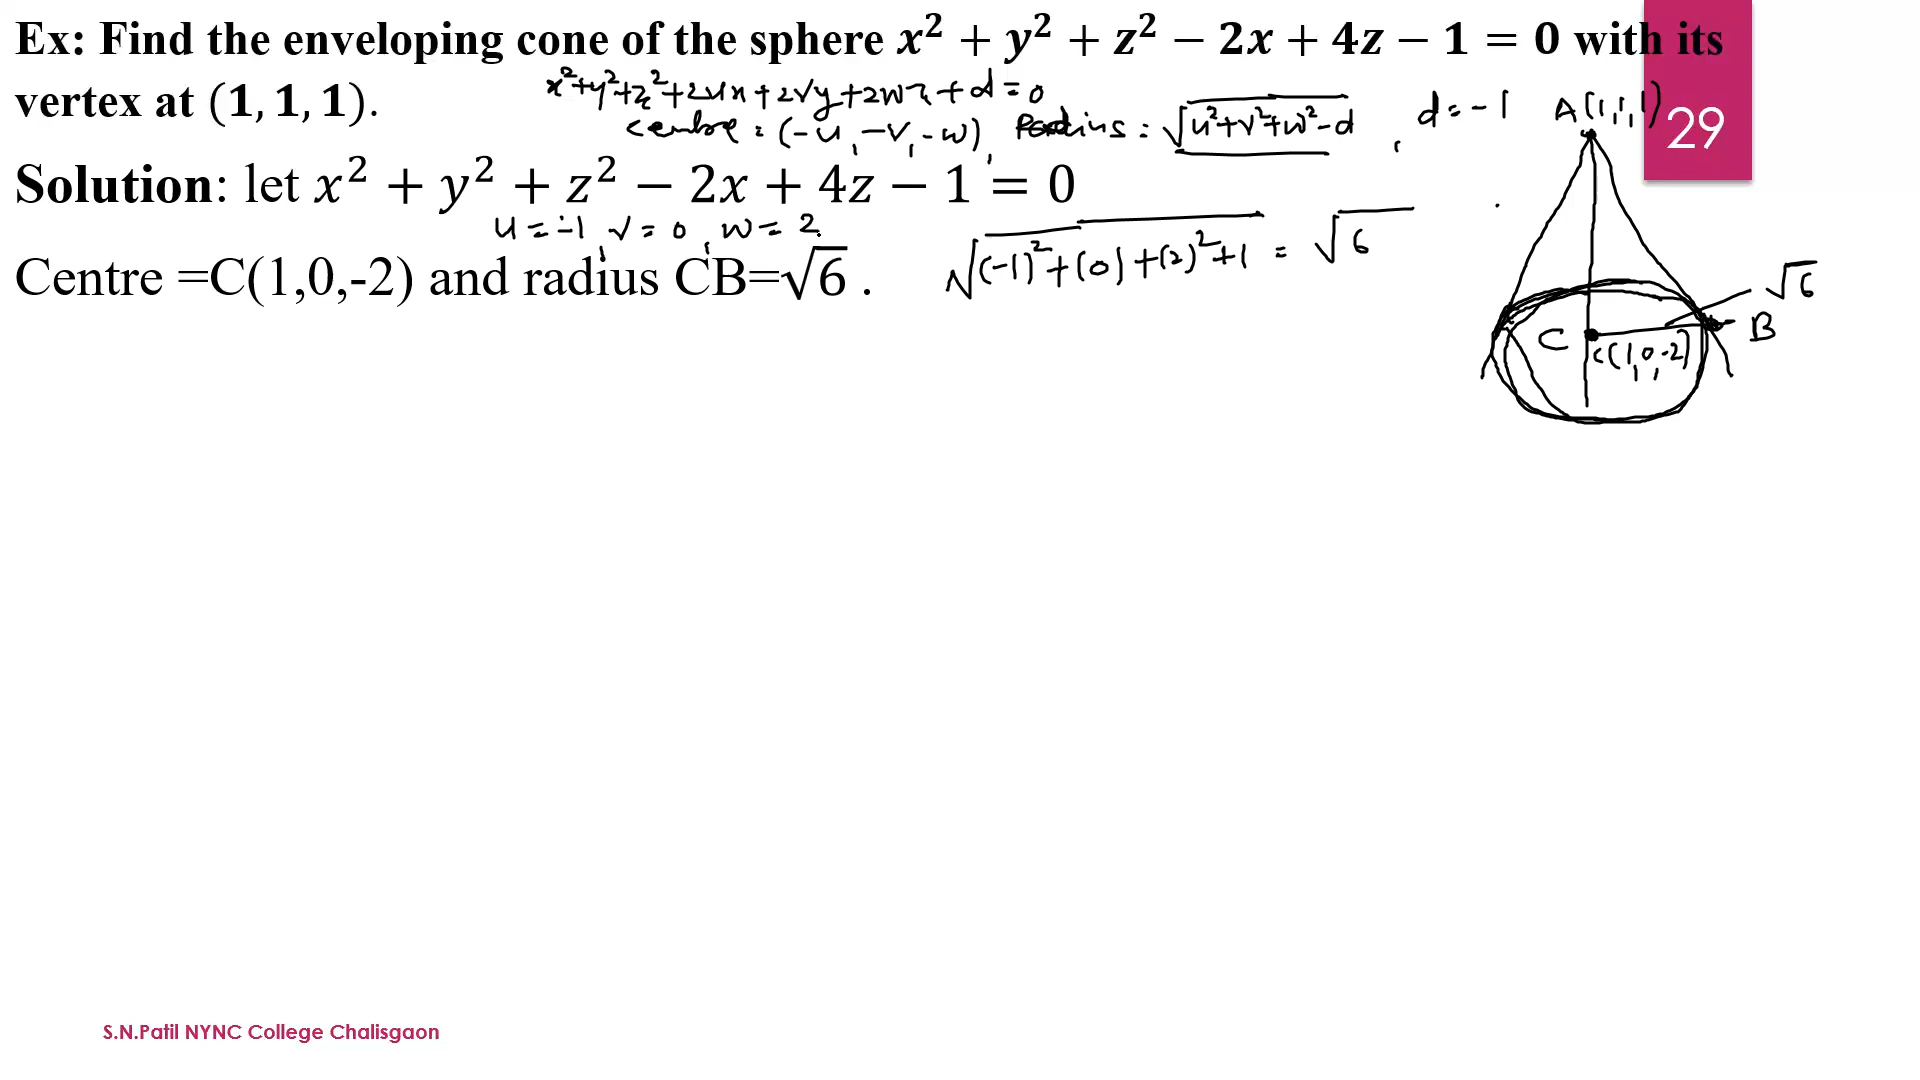 Ex: Find the enveloping cone of the sphere x² + y² + z² − 2x + 4z − 1 = 0 with its
vertex at (1, 1, 1).
x²+y²+z²+2ux+2vy+2wz+d=0
centre = (-u, -v, -w), Radius = √(u²+v²+w²-d) , d=-1 A(1,1,1)
29
Solution: let x² + y² + z² − 2x + 4z − 1 = 0
u=-1, v=0, w=2
Centre =C(1,0,-2) and radius CB=√6 . √((-1)²+(0)+(2)²+1) = √6
√6
C B
C(1,0,-2)
S.N.Patil NYNC College Chalisgaon